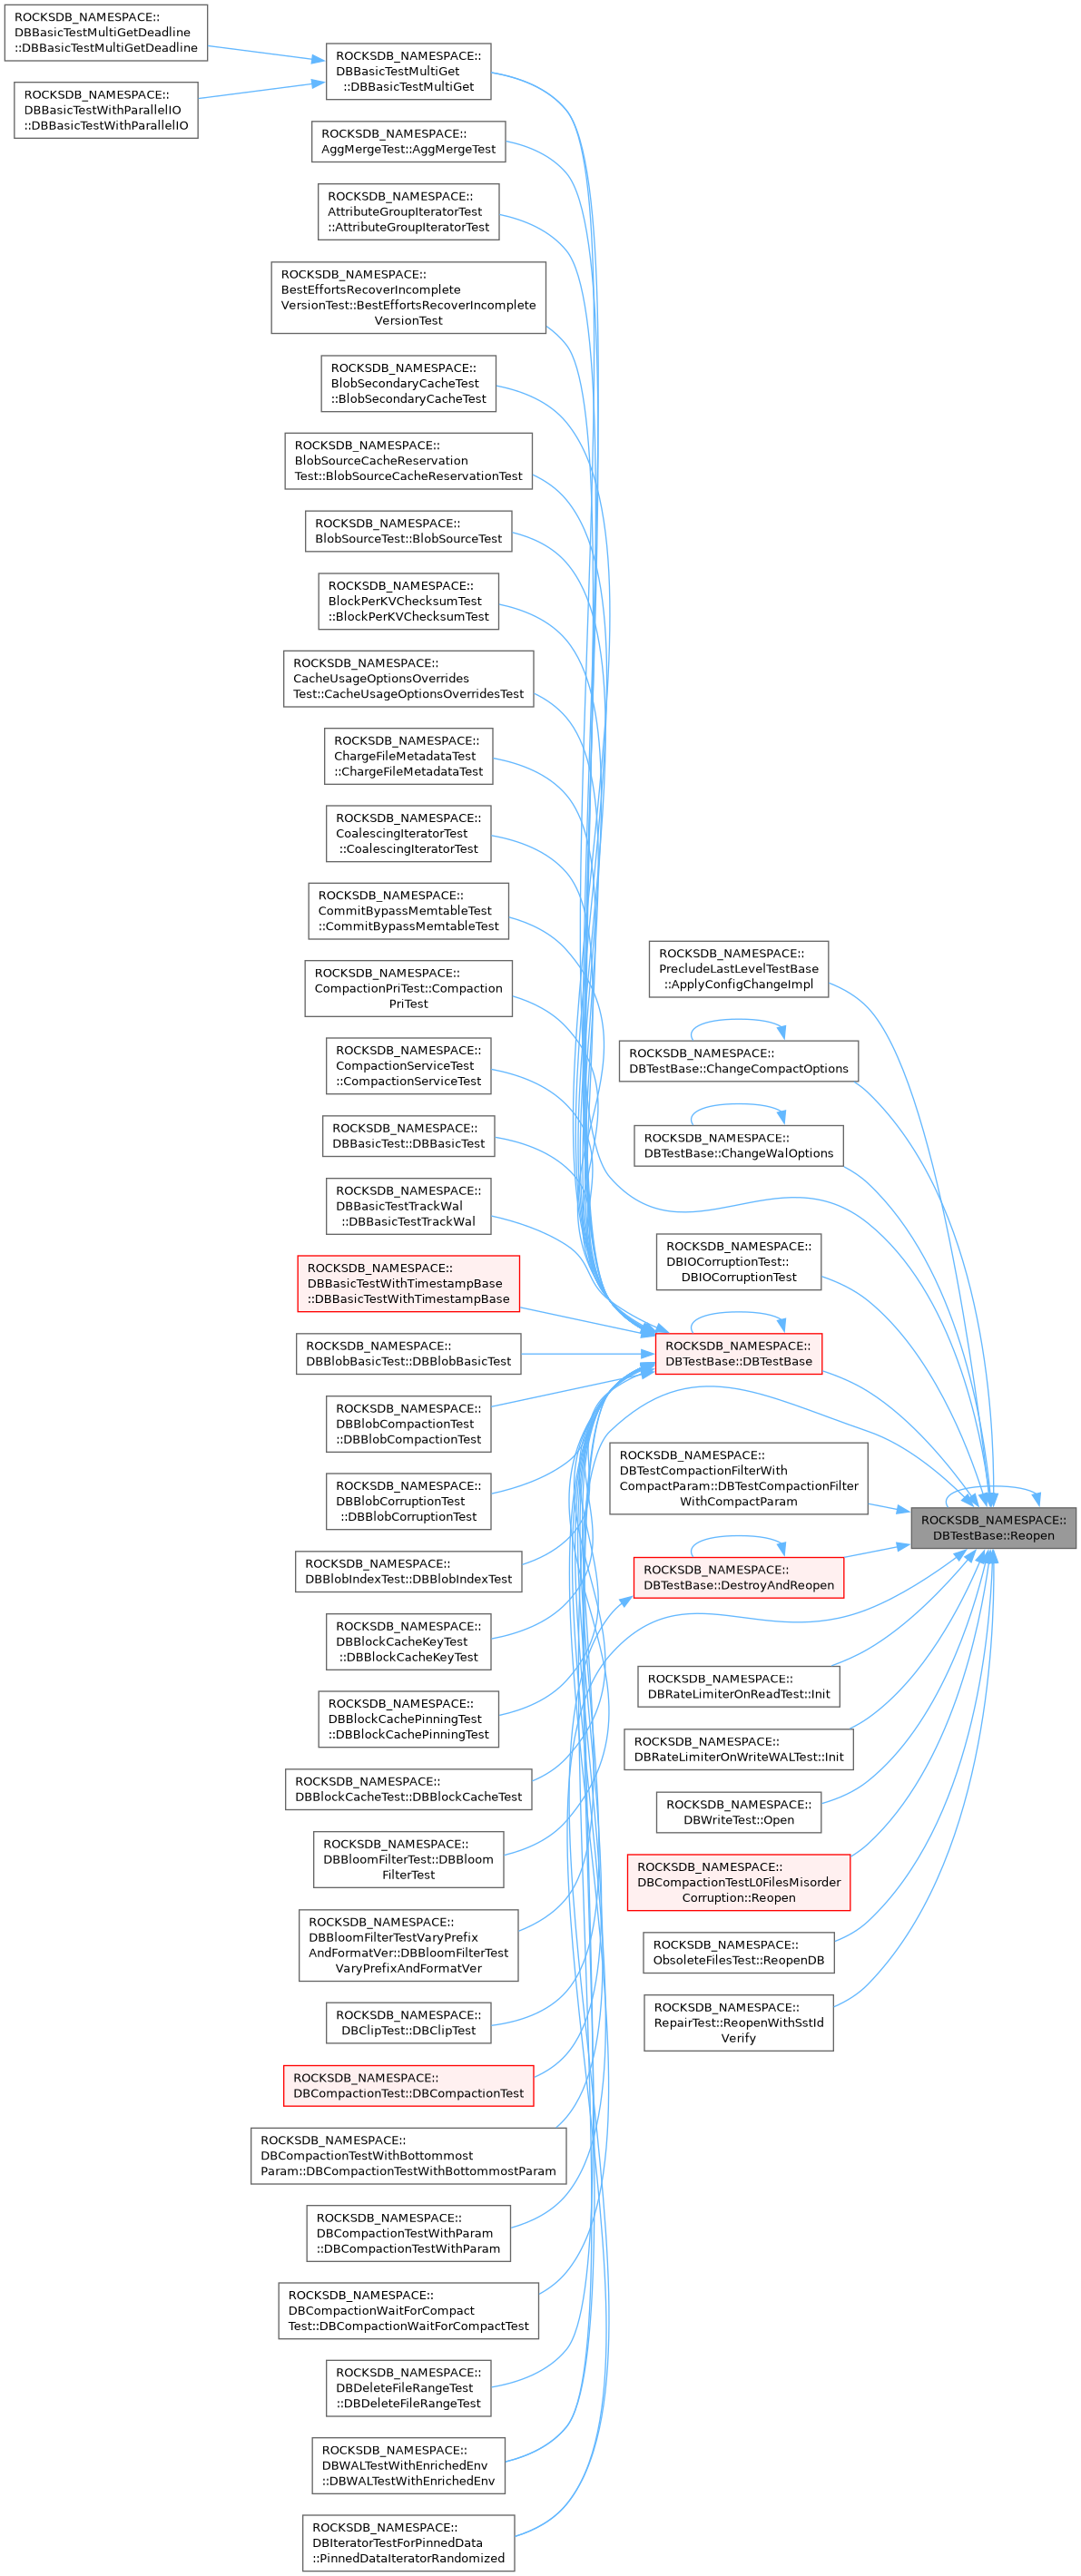 ROCKSDB_NAMESPACE::
DBBasicTestMultiGetDeadline
::DBBasicTestMultiGetDeadline
ROCKSDB_NAMESPACE::
DBBasicTestWithParallelIO
::DBBasicTestWithParallelIO
ROCKSDB_NAMESPACE::
DBBasicTestMultiGet
::DBBasicTestMultiGet
ROCKSDB_NAMESPACE::
AggMergeTest::AggMergeTest
ROCKSDB_NAMESPACE::
AttributeGroupIteratorTest
::AttributeGroupIteratorTest
ROCKSDB_NAMESPACE::
BestEffortsRecoverIncomplete
VersionTest::BestEffortsRecoverIncomplete
VersionTest
ROCKSDB_NAMESPACE::
BlobSecondaryCacheTest
::BlobSecondaryCacheTest
ROCKSDB_NAMESPACE::
BlobSourceCacheReservation
Test::BlobSourceCacheReservationTest
ROCKSDB_NAMESPACE::
BlobSourceTest::BlobSourceTest
ROCKSDB_NAMESPACE::
BlockPerKVChecksumTest
::BlockPerKVChecksumTest
ROCKSDB_NAMESPACE::
CacheUsageOptionsOverrides
Test::CacheUsageOptionsOverridesTest
ROCKSDB_NAMESPACE::
ChargeFileMetadataTest
::ChargeFileMetadataTest
ROCKSDB_NAMESPACE::
CoalescingIteratorTest
::CoalescingIteratorTest
ROCKSDB_NAMESPACE::
CommitBypassMemtableTest
::CommitBypassMemtableTest
ROCKSDB_NAMESPACE::
CompactionPriTest::Compaction
PriTest
ROCKSDB_NAMESPACE::
CompactionServiceTest
::CompactionServiceTest
ROCKSDB_NAMESPACE::
DBBasicTest::DBBasicTest
ROCKSDB_NAMESPACE::
DBBasicTestTrackWal
::DBBasicTestTrackWal
ROCKSDB_NAMESPACE::
DBBasicTestWithTimestampBase
::DBBasicTestWithTimestampBase
ROCKSDB_NAMESPACE::
DBBlobBasicTest::DBBlobBasicTest
ROCKSDB_NAMESPACE::
DBBlobCompactionTest
::DBBlobCompactionTest
ROCKSDB_NAMESPACE::
DBBlobCorruptionTest
::DBBlobCorruptionTest
ROCKSDB_NAMESPACE::
DBBlobIndexTest::DBBlobIndexTest
ROCKSDB_NAMESPACE::
DBBlockCacheKeyTest
::DBBlockCacheKeyTest
ROCKSDB_NAMESPACE::
DBBlockCachePinningTest
::DBBlockCachePinningTest
ROCKSDB_NAMESPACE::
DBBlockCacheTest::DBBlockCacheTest
ROCKSDB_NAMESPACE::
DBBloomFilterTest::DBBloom
FilterTest
ROCKSDB_NAMESPACE::
DBBloomFilterTestVaryPrefix
AndFormatVer::DBBloomFilterTest
VaryPrefixAndFormatVer
ROCKSDB_NAMESPACE::
DBClipTest::DBClipTest
ROCKSDB_NAMESPACE::
DBCompactionTest::DBCompactionTest
ROCKSDB_NAMESPACE::
DBCompactionTestWithBottommost
Param::DBCompactionTestWithBottommostParam
ROCKSDB_NAMESPACE::
DBCompactionTestWithParam
::DBCompactionTestWithParam
ROCKSDB_NAMESPACE::
DBCompactionWaitForCompact
Test::DBCompactionWaitForCompactTest
ROCKSDB_NAMESPACE::
DBDeleteFileRangeTest
::DBDeleteFileRangeTest
ROCKSDB_NAMESPACE::
DBWALTestWithEnrichedEnv
::DBWALTestWithEnrichedEnv
ROCKSDB_NAMESPACE::
DBIteratorTestForPinnedData
::PinnedDataIteratorRandomized
ROCKSDB_NAMESPACE::
PrecludeLastLevelTestBase
::ApplyConfigChangeImpl
ROCKSDB_NAMESPACE::
DBTestBase::ChangeCompactOptions
ROCKSDB_NAMESPACE::
DBTestBase::ChangeWalOptions
ROCKSDB_NAMESPACE::
DBIOCorruptionTest::
DBIOCorruptionTest
ROCKSDB_NAMESPACE::
DBTestBase::DBTestBase
ROCKSDB_NAMESPACE::
DBTestCompactionFilterWith
CompactParam::DBTestCompactionFilter
WithCompactParam
ROCKSDB_NAMESPACE::
DBTestBase::DestroyAndReopen
ROCKSDB_NAMESPACE::
DBRateLimiterOnReadTest::Init
ROCKSDB_NAMESPACE::
DBRateLimiterOnWriteWALTest::Init
ROCKSDB_NAMESPACE::
DBWriteTest::Open
ROCKSDB_NAMESPACE::
DBCompactionTestL0FilesMisorder
Corruption::Reopen
ROCKSDB_NAMESPACE::
ObsoleteFilesTest::ReopenDB
ROCKSDB_NAMESPACE::
RepairTest::ReopenWithSstId
Verify
ROCKSDB_NAMESPACE::
DBTestBase::Reopen